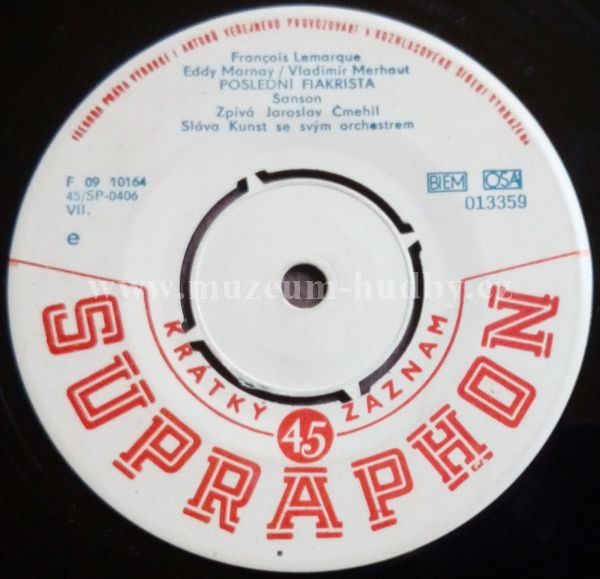 VŠECHNA PRÁVA VÝROBCE I AUTORŮ VEŘEJNÉHO PROVOZOVÁNÍ A ROZHLASOVÉHO ŠÍŘENÍ VYHRAŽENA
François Lemarque
Eddy Marnay / Vladimír Merhaut
POSLEDNÍ FIAKRISTA
Šanson
Zpívá Jaroslav Čmehil
Sláva Kunst se svým orchestrem
F 09 10164
45/SP-0406
VII.
e
BIEM OSA
013359
www.muzeum-hudby.cz
KRÁTKÝ 45 ZÁZNAM
SUPRAPHON